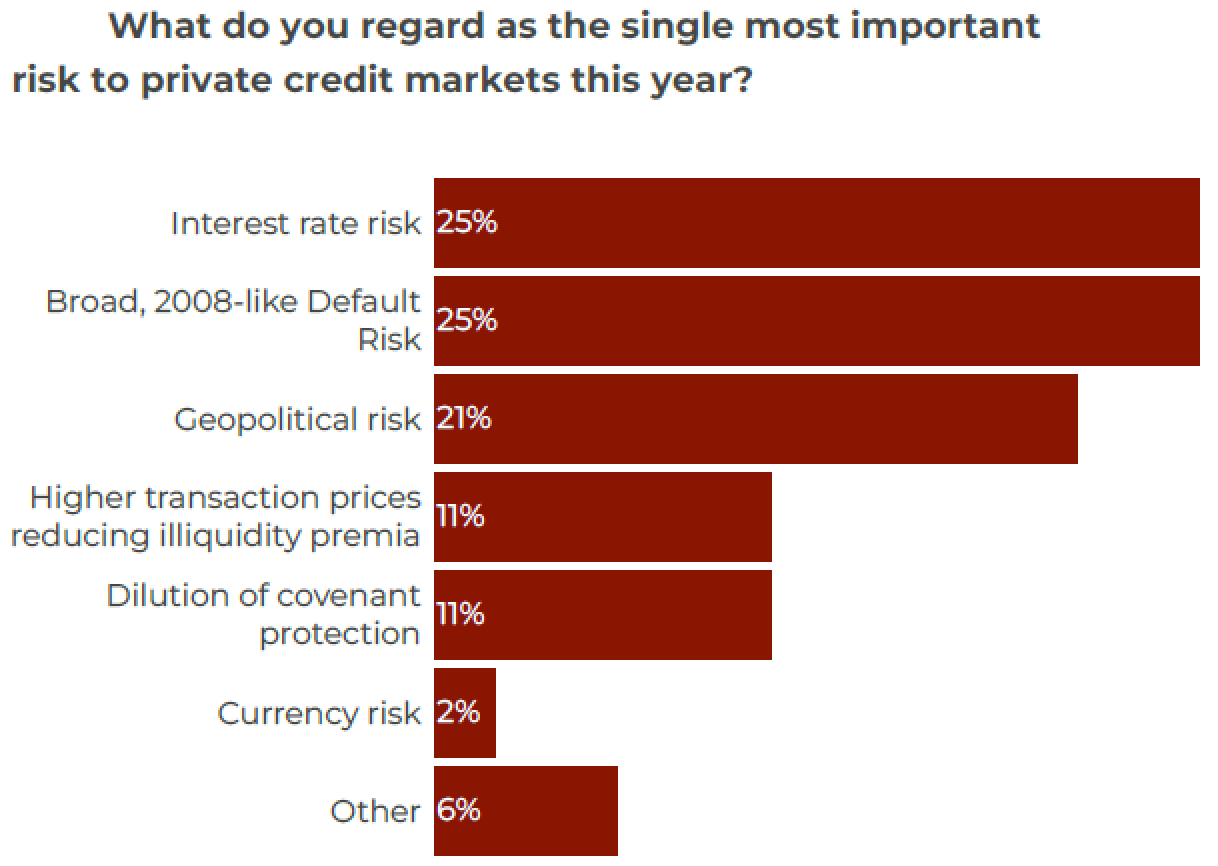 What do you regard as the single most important
risk to private credit markets this year?
Interest rate risk 25%
Broad, 2008-like Default
Risk 25%
Geopolitical risk 21%
Higher transaction prices
reducing illiquidity premia 11%
Dilution of covenant
protection 11%
Currency risk 2%
Other 6%